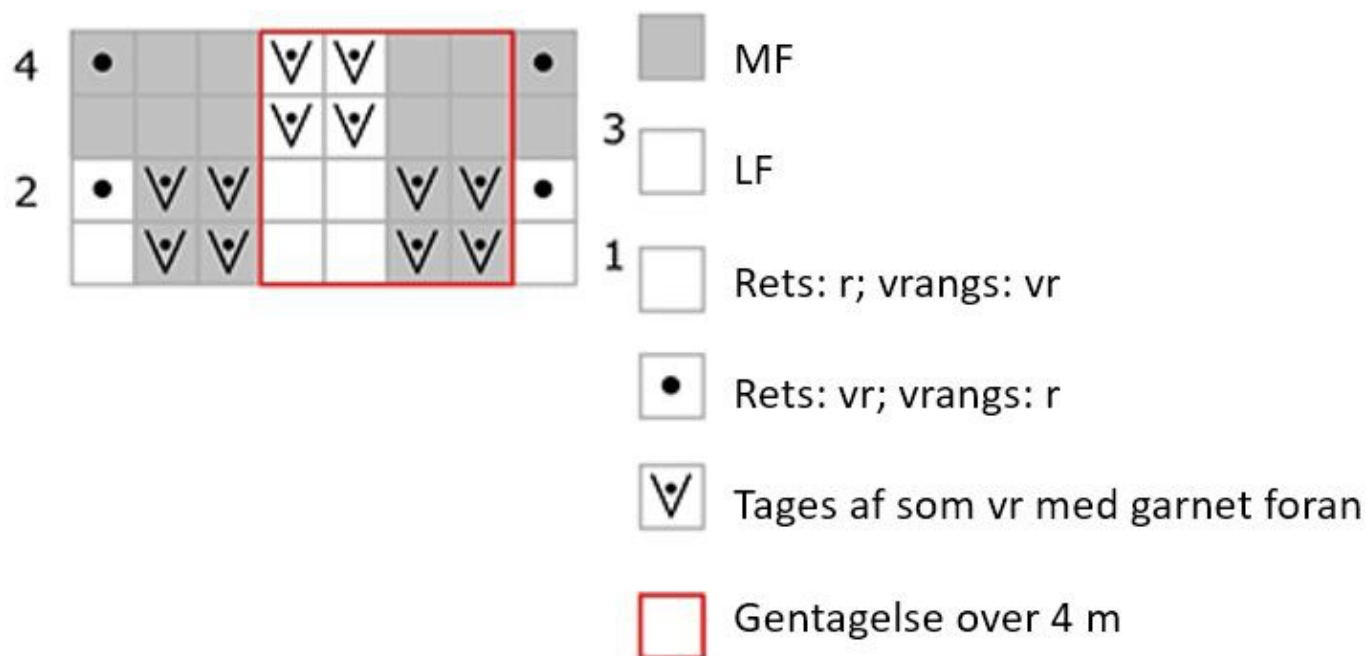 4
3
2
1
MF
LF
Rets: r; vrangs: vr
Rets: vr; vrangs: r
Tages af som vr med garnet foran
Gentagelse over 4 m